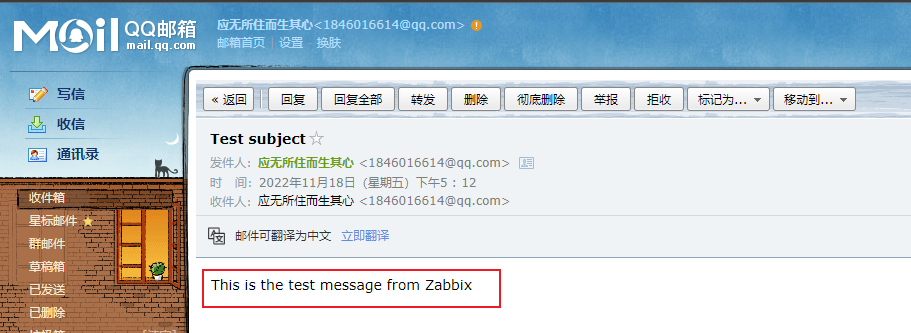 MOil QQ邮箱
mail.qq.com
应无所住而生其心<1846016614@qq.com>
邮箱首页 | 设置 - 换肤
写信
收信
通讯录
« 返回 回复 回复全部 转发 删除 彻底删除 举报 拒收 标记为... 移动到...
Test subject
发件人：应无所住而生其心 <1846016614@qq.com>
时 间：2022年11月18日（星期五）下午5：12
收件人：应无所住而生其心 <1846016614@qq.com>
邮件可翻译为中文 立即翻译
This is the test message from Zabbix
收件箱
星标邮件
群邮件
草稿箱
已发送
已删除